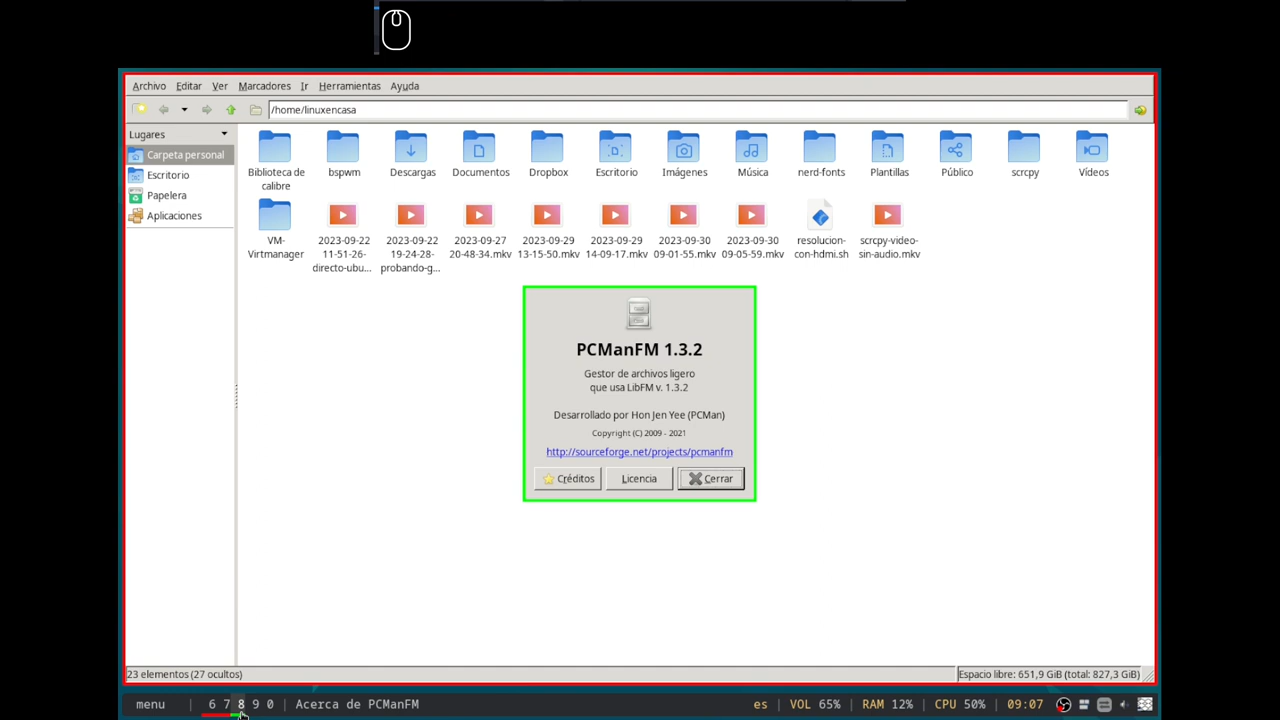 Archivo Editar Ver Marcadores Ir Herramientas Ayuda
/home/linuxencasa
Lugares
Carpeta personal
Escritorio
Papelera
Aplicaciones
Biblioteca de
calibre
bspwm
Descargas
Documentos
Dropbox
Escritorio
Imágenes
Música
nerd-fonts
Plantillas
Público
scrcpy
Vídeos
VM-
Virtmanager
2023-09-22
11-51-26-
directo-ubu...
2023-09-22
19-24-28-
probando-g...
2023-09-27
20-48-34.mkv
2023-09-29
13-15-50.mkv
2023-09-29
14-09-17.mkv
2023-09-30
09-01-55.mkv
2023-09-30
09-05-59.mkv
resolucion-
con-hdmi.sh
scrcpy-video-
sin-audio.mkv
PCManFM 1.3.2
Gestor de archivos ligero
que usa LibFM v. 1.3.2
Desarrollado por Hon Jen Yee (PCMan)
Copyright (C) 2009 - 2021
http://sourceforge.net/projects/pcmanfm
Créditos Licencia Cerrar
23 elementos (27 ocultos) Espacio libre: 651,9 GiB (total: 827,3 GiB)
menu | 6 7 8 9 0 | Acerca de PCManFM es | VOL 65% | RAM 12% | CPU 50% | 09:07